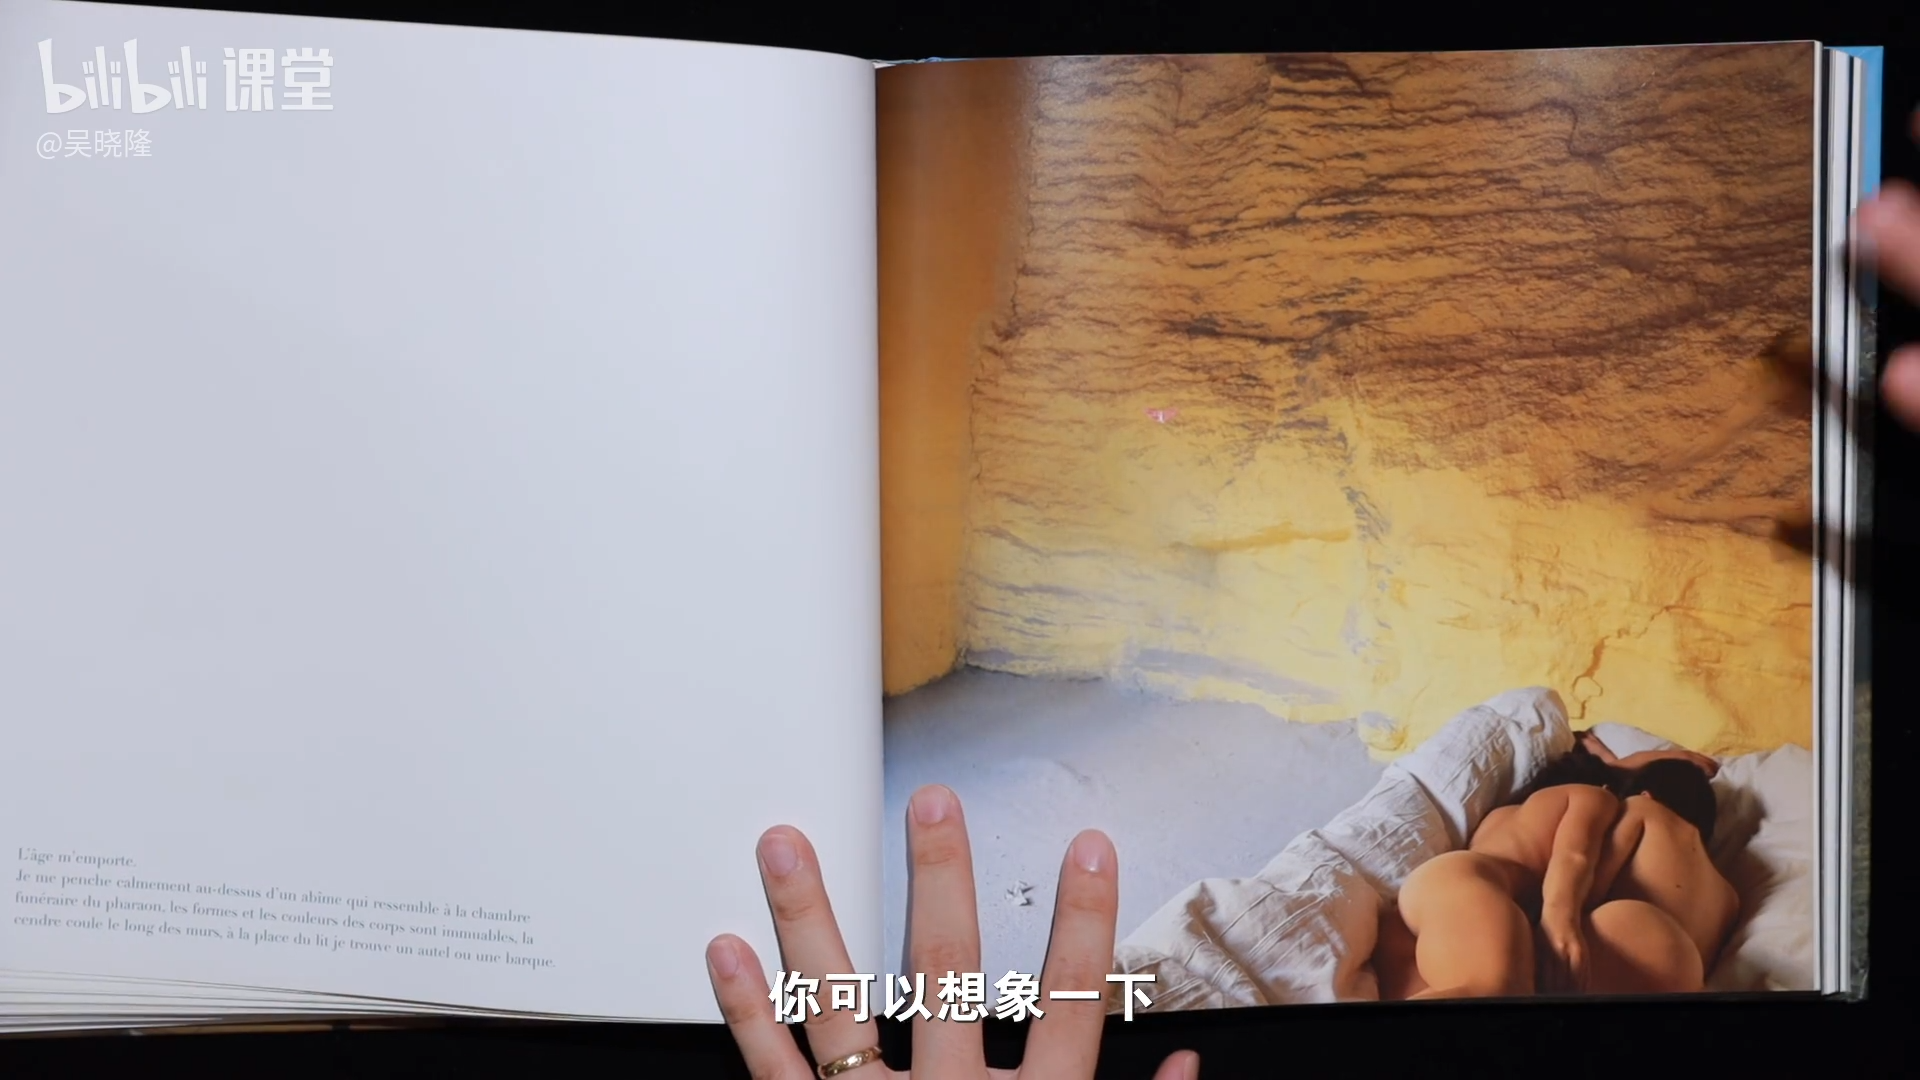 bilibili 课堂
@吴晓隆
L'âge m'emporte.
Je me penche calmement au-dessus d'un abîme qui ressemble à la chambre
funéraire du pharaon, les formes et les couleurs des corps sont immuables, la
cendre coule le long des murs, à la place du lit je trouve un autel ou une barque.
你可以想象一下